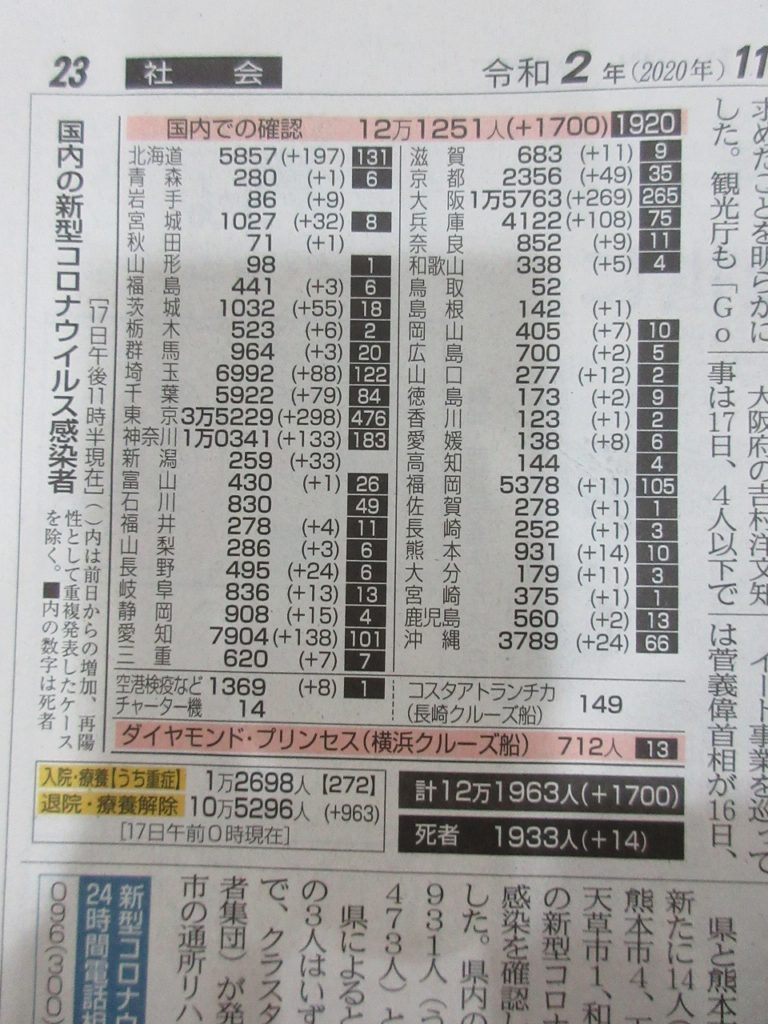 23 社会 令和2年(2020年) 11
国内の新型コロナウイルス感染者
[17日午後11時半現在]()内は前日からの増加、再陽
性として重複発表したケース
を除く。■内の数字は死者
国内での確認 12万1251人(+1700) 1920
北海道 5857(+197) 131
青森 280(+1) 6
岩手 86(+9)
宮城 1027(+32) 8
秋田 71(+1)
山形 98 1
福島 441(+3) 6
茨城 1032(+55) 18
栃木 523(+6) 2
群馬 964(+3) 20
埼玉 6992(+88) 122
千葉 5922(+79) 84
東京 3万5229(+298) 476
神奈川 1万0341(+133) 183
新潟 259(+33)
富山 430(+1) 26
石川 830 49
福井 278(+4) 11
山梨 286(+3) 6
長野 495(+24) 6
岐阜 836(+13) 13
静岡 908(+15) 4
愛知 7904(+138) 101
三重 620(+7) 7
滋賀 683(+11) 9
京都 2356(+49) 35
大阪 1万5763(+269) 265
兵庫 4122(+108) 75
奈良 852(+9) 11
和歌山 338(+5) 4
鳥取 52
島根 142(+1)
岡山 405(+7) 10
広島 700(+2) 5
山口 277(+12) 2
徳島 173(+2) 9
香川 123(+1) 2
愛媛 138(+8) 6
高知 144 4
福岡 5378(+11) 105
佐賀 278(+1) 1
長崎 252(+1) 3
熊本 931(+14) 10
大分 179(+11) 3
宮崎 375(+1) 1
鹿児島 560(+2) 13
沖縄 3789(+24) 66
空港検疫など 1369(+8) 1
チャーター機 14
コスタアトランチカ
(長崎クルーズ船) 149
ダイヤモンド・プリンセス(横浜クルーズ船) 712人 13
入院・療養【うち重症】 1万2698人【272】
退院・療養解除 10万5296人(+963)
[17日午前0時現在]
計12万1963人(+1700)
死者 1933人(+14)
求めたことを明らかに
した。観光庁も「Go
大阪府の吉村洋文知
事は17日、4人以下で
イート事業を巡って
は菅義偉首相が16日、
県と熊本
新たに14人(
熊本市4、
天草市1、和
の新型コロナ
感染を確認し
した。県内の
931人(う
473人)と
県によると
の3人はいず
で、クラスタ
者集団)が発
市の通所リハ
新型コロナウ
24時間電話相
096(300)